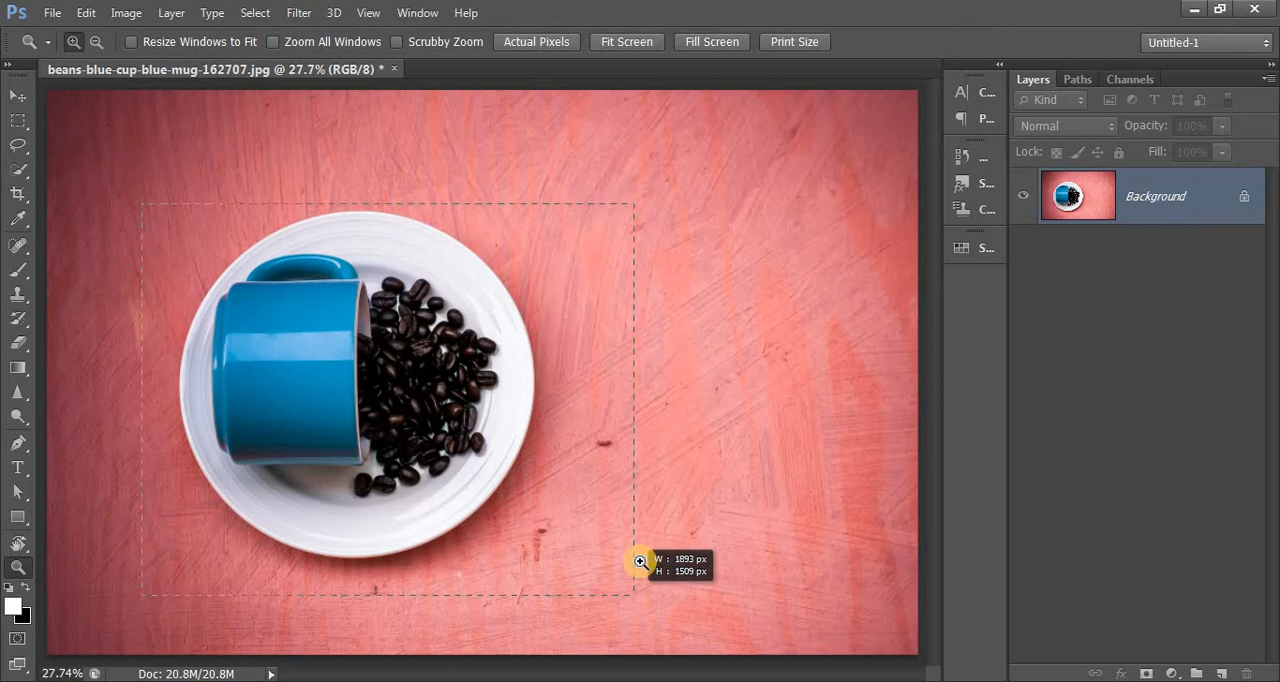 Ps File Edit Image Layer Type Select Filter 3D View Window Help
Resize Windows to Fit Zoom All Windows Scrubby Zoom Actual Pixels Fit Screen Fill Screen Print Size Untitled-1
beans-blue-cup-blue-mug-162707.jpg @ 27.7% (RGB/8) * ×
Layers Paths Channels
A| C...
Kind
P...
Normal Opacity: 100%
Lock: Fill: 100%
...
S...
Background
C...
S...
W : 1893 px
H : 1509 px
27.74% Doc: 20.8M/20.8M